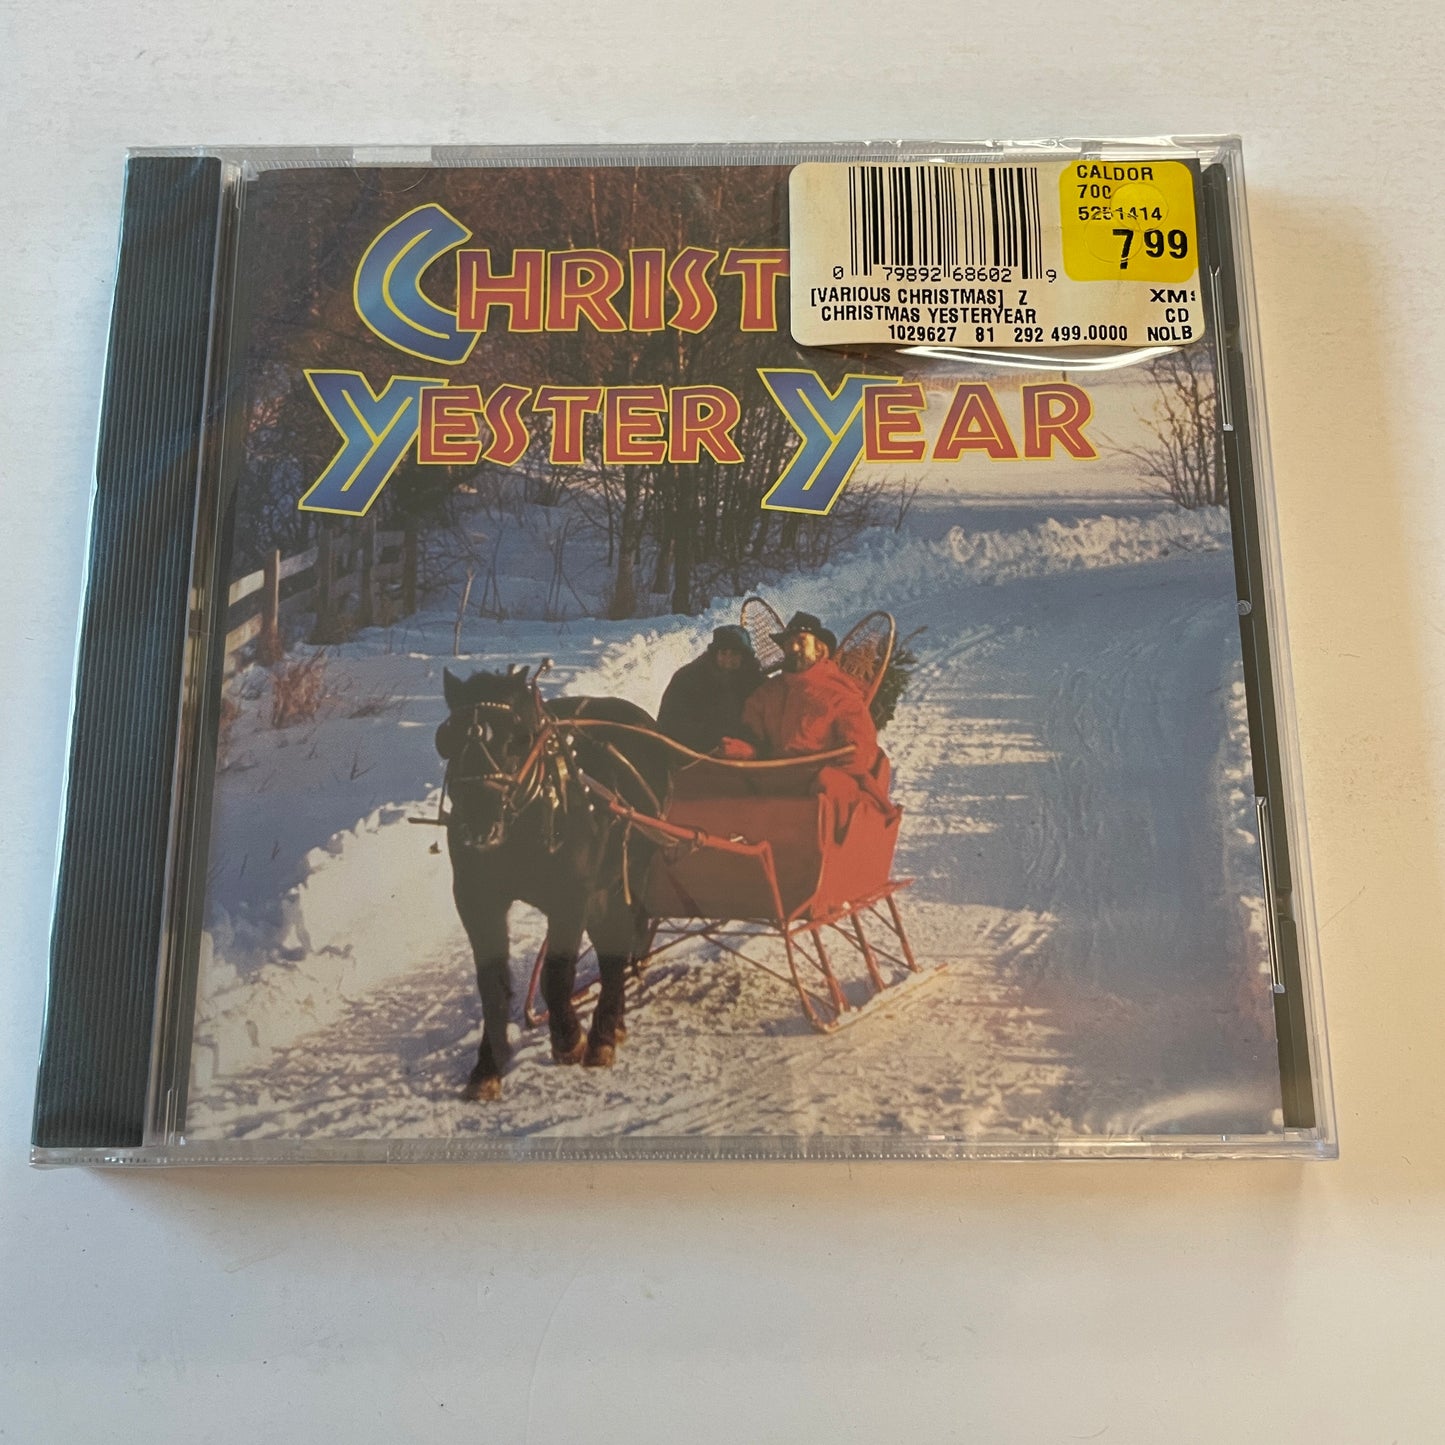 CHRIST
YESTER YEAR
0 79892 68602 9
CALDOR
700
5251414
7 99
[VARIOUS CHRISTMAS] Z XMS
CHRISTMAS YESTERYEAR CD
1029627 81 292 499.0000 NOLB